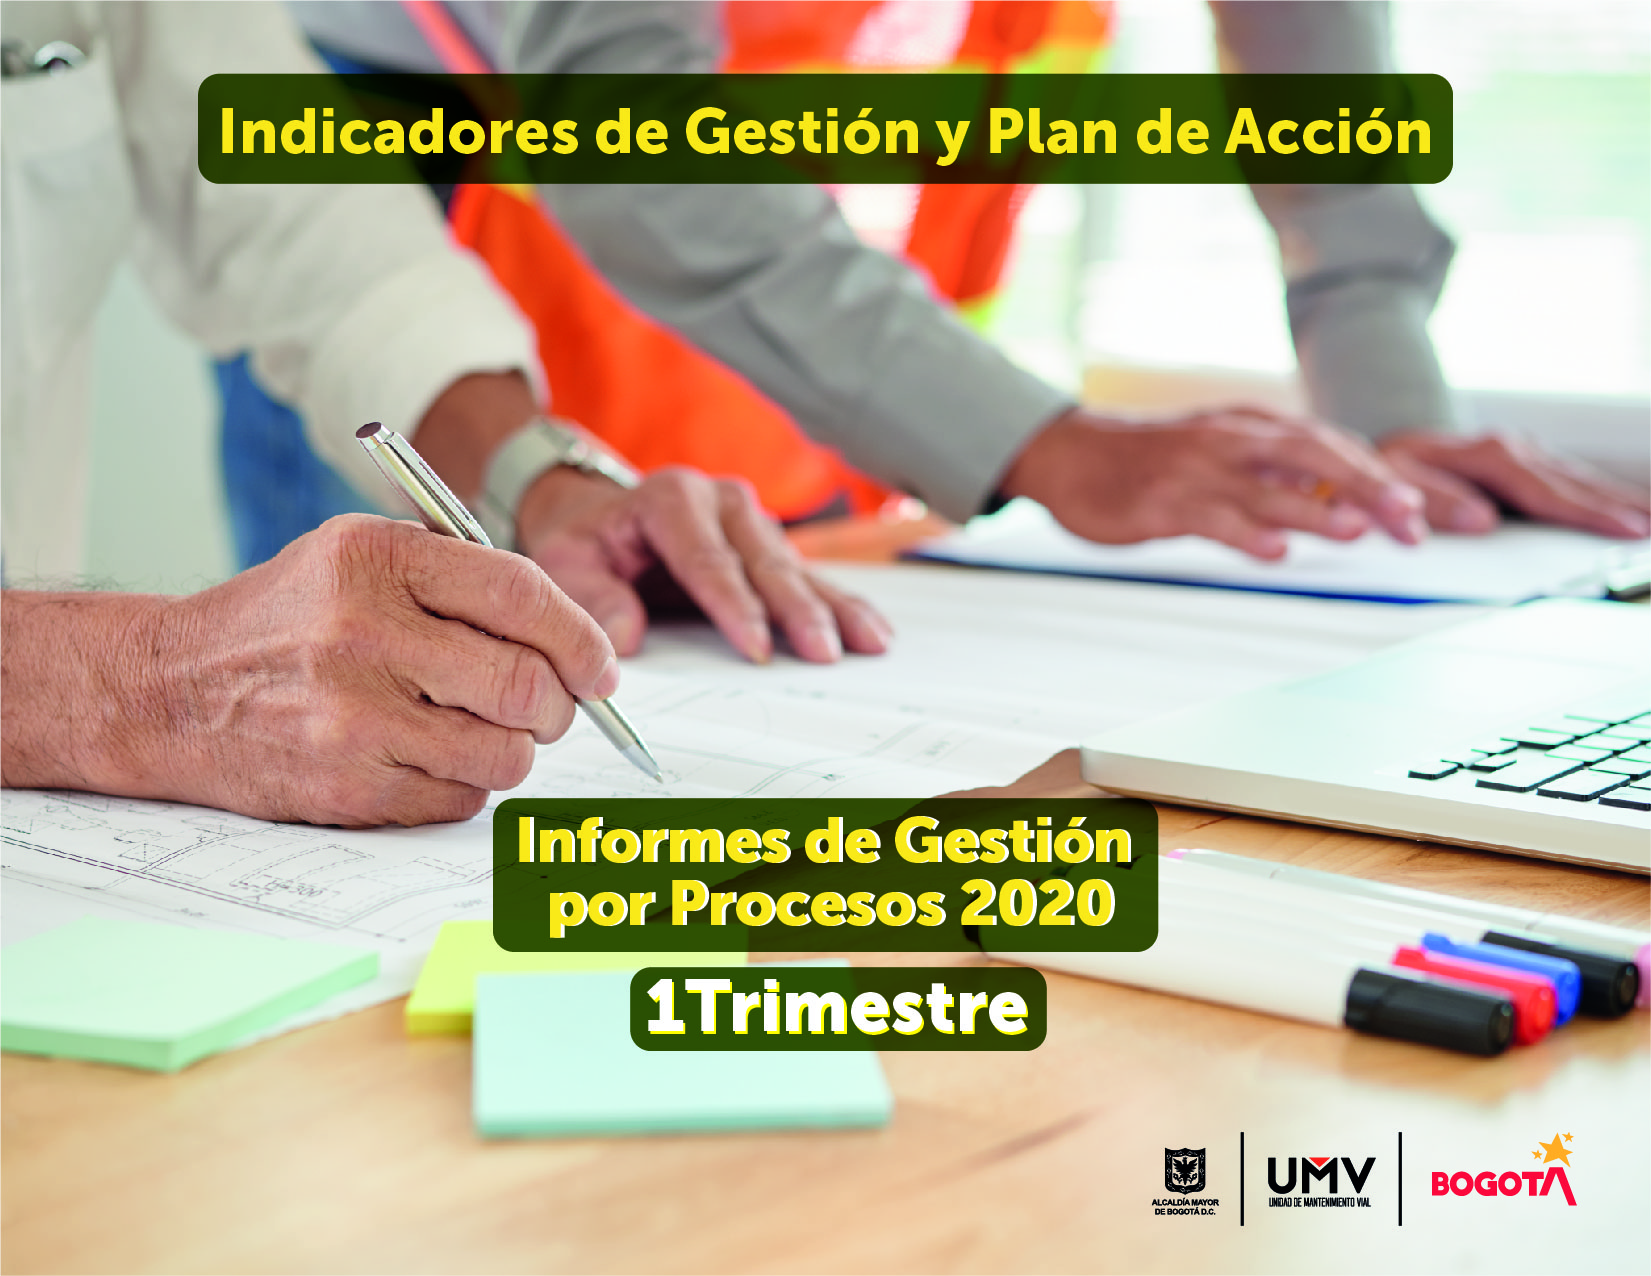 Indicadores de Gestión y Plan de Acción
Informes de Gestión
por Procesos 2020
1Trimestre
ALCALDÍA MAYOR
DE BOGOTÁ D.C.
UMV
UNIDAD DE MANTENIMIENTO VIAL
BOGOTÁ